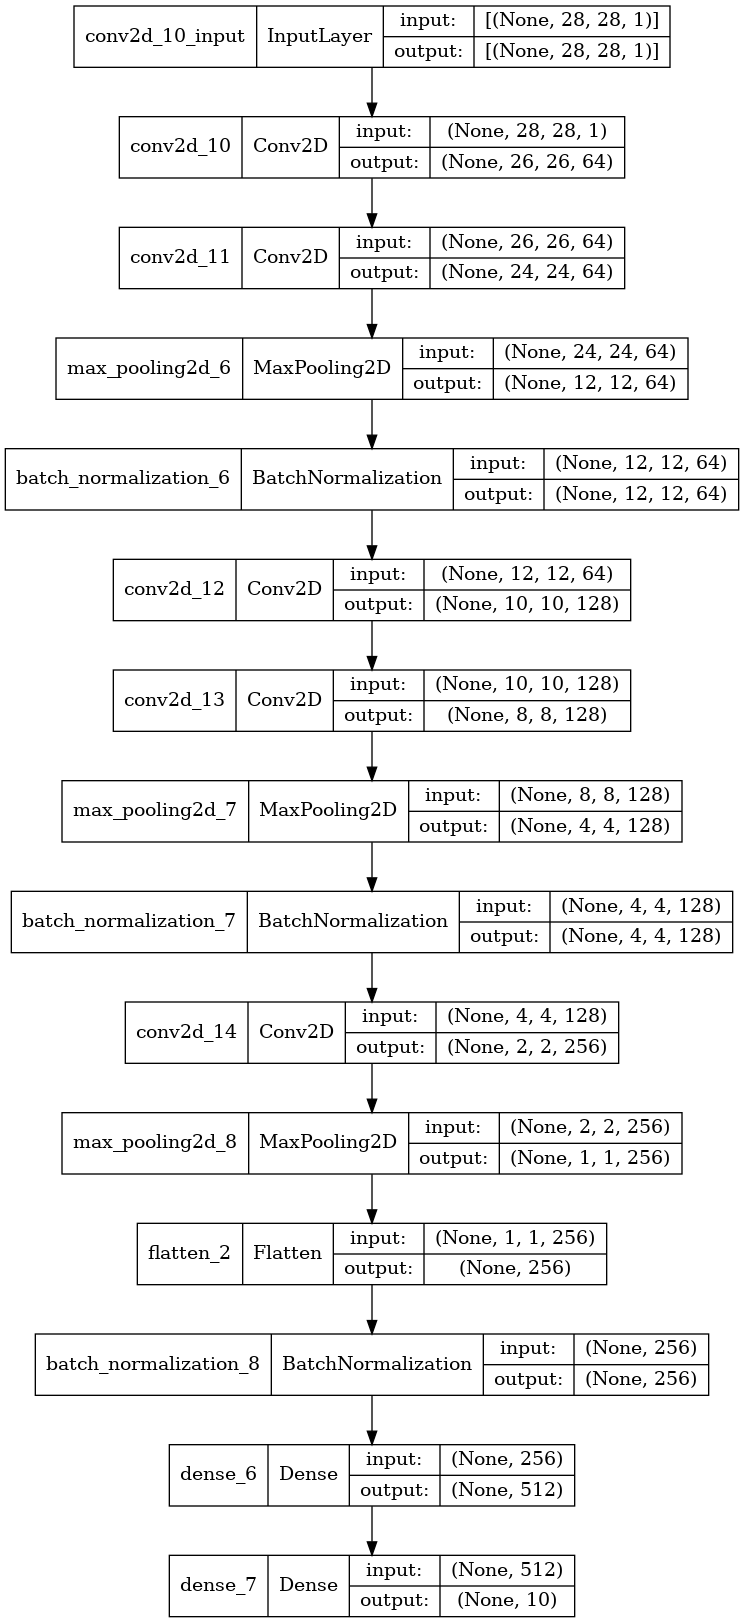 conv2d_10_input InputLayer input: [(None, 28, 28, 1)]
output: [(None, 28, 28, 1)]
conv2d_10 Conv2D input: (None, 28, 28, 1)
output: (None, 26, 26, 64)
conv2d_11 Conv2D input: (None, 26, 26, 64)
output: (None, 24, 24, 64)
max_pooling2d_6 MaxPooling2D input: (None, 24, 24, 64)
output: (None, 12, 12, 64)
batch_normalization_6 BatchNormalization input: (None, 12, 12, 64)
output: (None, 12, 12, 64)
conv2d_12 Conv2D input: (None, 12, 12, 64)
output: (None, 10, 10, 128)
conv2d_13 Conv2D input: (None, 10, 10, 128)
output: (None, 8, 8, 128)
max_pooling2d_7 MaxPooling2D input: (None, 8, 8, 128)
output: (None, 4, 4, 128)
batch_normalization_7 BatchNormalization input: (None, 4, 4, 128)
output: (None, 4, 4, 128)
conv2d_14 Conv2D input: (None, 4, 4, 128)
output: (None, 2, 2, 256)
max_pooling2d_8 MaxPooling2D input: (None, 2, 2, 256)
output: (None, 1, 1, 256)
flatten_2 Flatten input: (None, 1, 1, 256)
output: (None, 256)
batch_normalization_8 BatchNormalization input: (None, 256)
output: (None, 256)
dense_6 Dense input: (None, 256)
output: (None, 512)
dense_7 Dense input: (None, 512)
output: (None, 10)